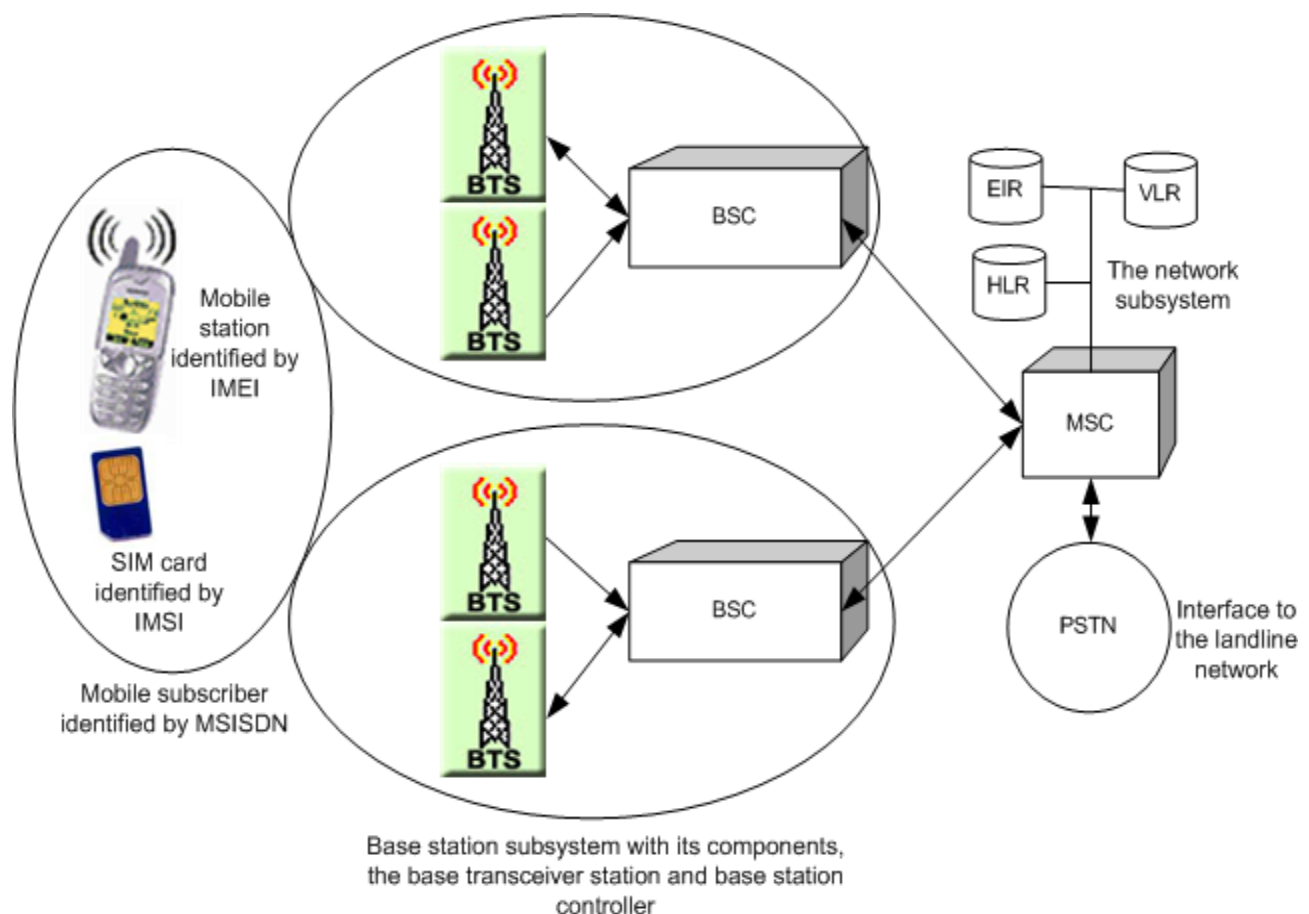 BTS
BSC
BTS
Mobile
station
identified by
IMEI
SIM card
identified by
IMSI
Mobile subscriber
identified by MSISDN
BTS
BSC
BTS
Base station subsystem with its components,
the base transceiver station and base station
controller
EIR
VLR
HLR
The network
subsystem
MSC
PSTN
Interface to
the landline
network